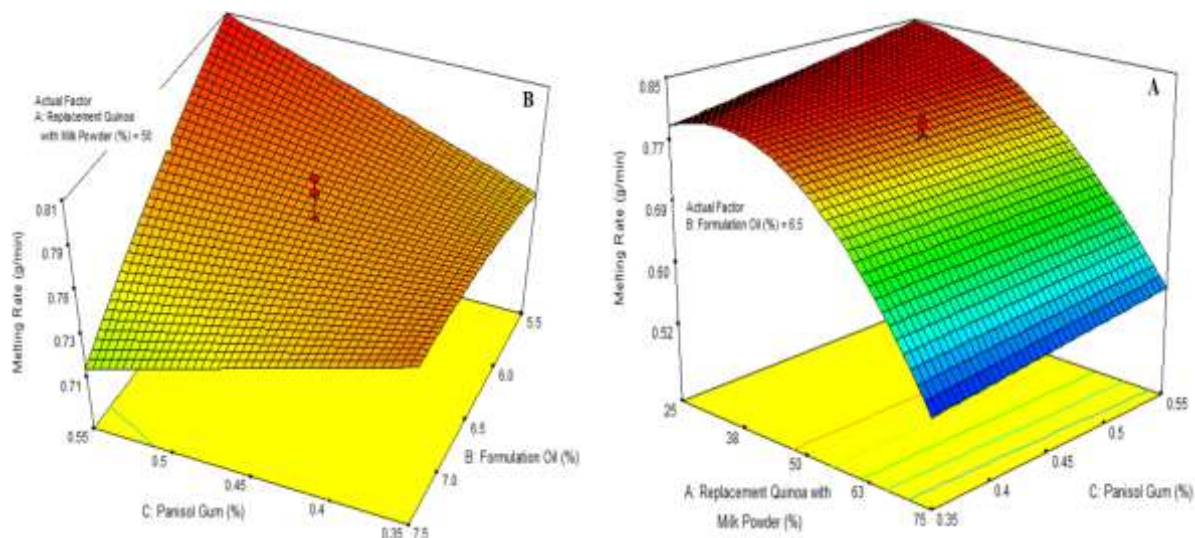 B
Actual Factor
A: Replacement Quinoa
with Milk Powder (%) = 50
0.81
0.79
0.76
0.73
0.71
Melting Rate (g/min)
0.55
0.5
0.45
0.4
0.35
C: Panisol Gum (%)
5.5
6.0
6.5
7.0
7.5
B: Formulation Oil (%)
A
0.85
0.77
0.69
0.60
0.52
Melting Rate (g/min)
Actual Factor
B: Formulation Oil (%) = 6.5
25
38
50
63
75
A: Replacement Quinoa with
Milk Powder (%)
0.55
0.5
0.45
0.4
0.35
C: Panisol Gum (%)